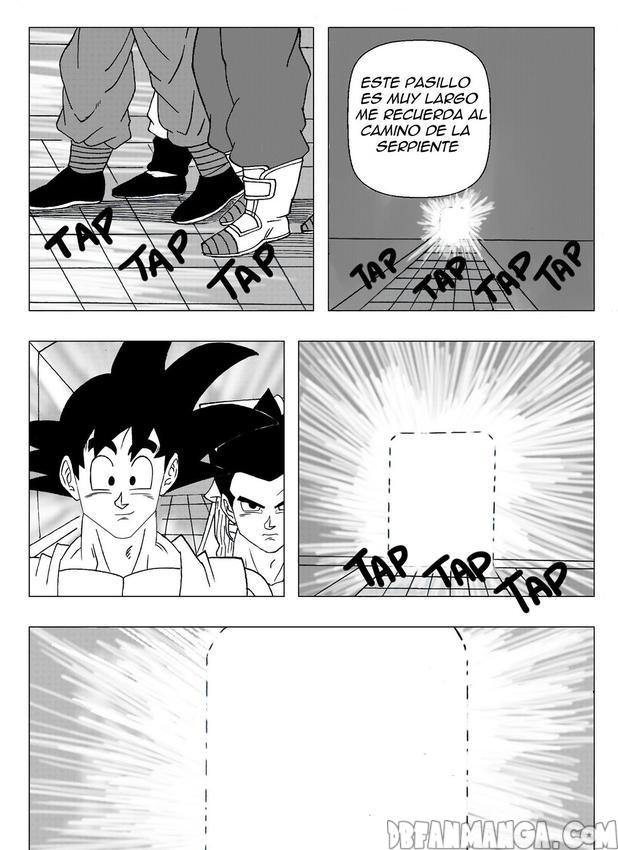 TAP
TAP
TAP
ESTE PASILLO
ES MUY LARGO
ME RECUERDA AL
CAMINO DE LA
SERPIENTE
TAP
TAP
TAP
TAP
TAP
TAP
TAP
DBFANMANGA.COM